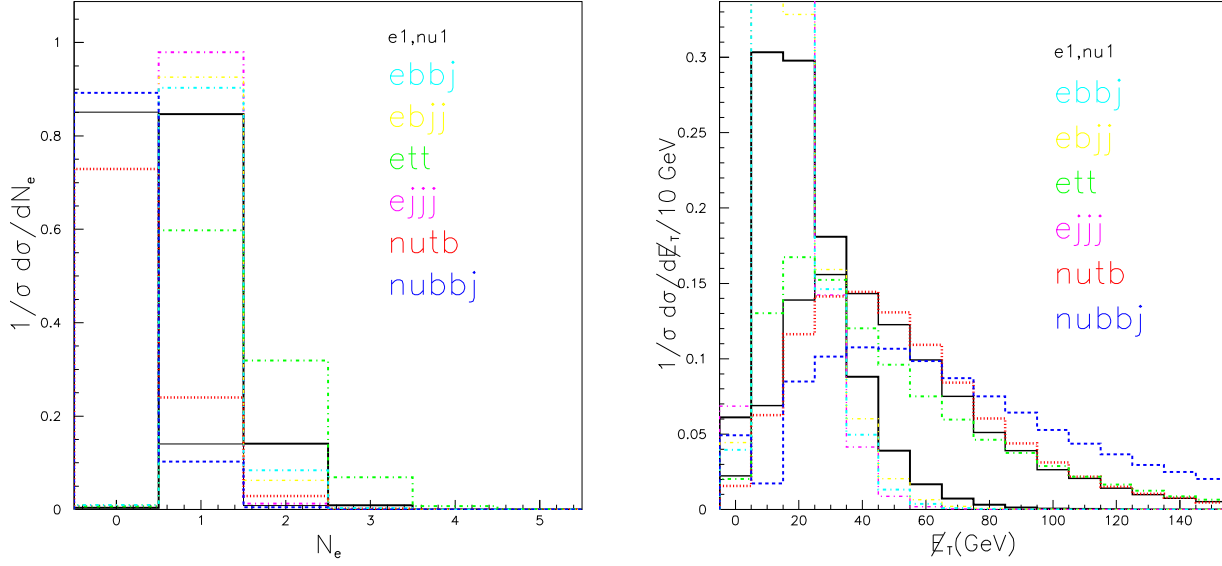 1/σ dσ/dN_e
1
0.8
0.6
0.4
0.2
0
0
1
2
3
4
5
N_e
e1,nu1
ebbj
ebjj
ett
ejjj
nutb
nubbj
1/σ dσ/dE̸_T/10 GeV
0.3
0.25
0.2
0.15
0.1
0.05
0
0
20
40
60
80
100
120
140
E̸_T(GeV)
e1,nu1
ebbj
ebjj
ett
ejjj
nutb
nubbj